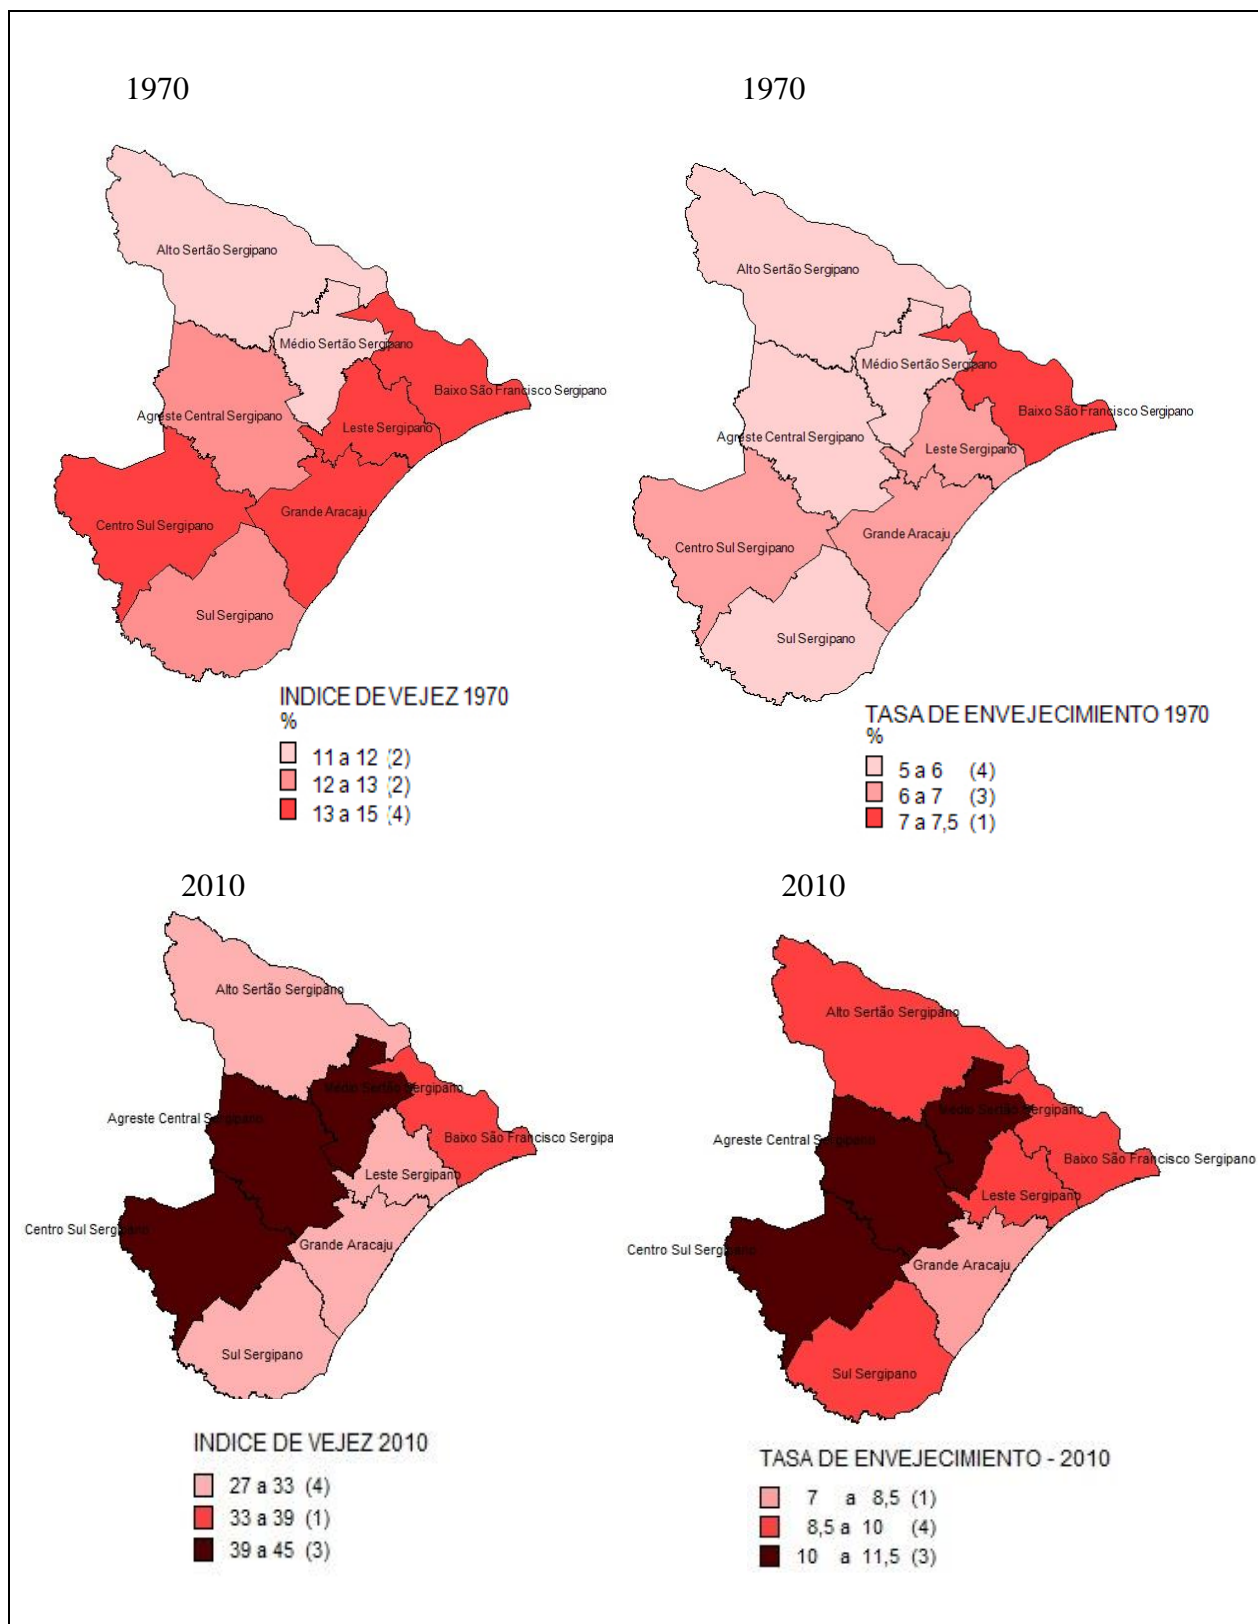 1970
Alto Sertão Sergipano
Médio Sertão Sergipano
Baixo São Francisco Sergipano
Agreste Central Sergipano
Leste Sergipano
Grande Aracaju
Centro Sul Sergipano
Sul Sergipano
INDICE DE VEJEZ 1970
%
11 a 12 (2)
12 a 13 (2)
13 a 15 (4)
1970
Alto Sertão Sergipano
Médio Sertão Sergipano
Baixo São Francisco Sergipano
Agreste Central Sergipano
Leste Sergipano
Grande Aracaju
Centro Sul Sergipano
Sul Sergipano
TASA DE ENVEJECIMIENTO 1970
%
5 a 6 (4)
6 a 7 (3)
7 a 7,5 (1)
2010
Alto Sertão Sergipano
Médio Sertão Sergipano
Agreste Central Sergipano
Baixo São Francisco Sergipa
Leste Sergipano
Centro Sul Sergipano
Grande Aracaju
Sul Sergipano
INDICE DE VEJEZ 2010
27 a 33 (4)
33 a 39 (1)
39 a 45 (3)
2010
Alto Sertão Sergipano
Médio Sertão Sergipano
Agreste Central Sergipano
Baixo São Francisco Sergipano
Leste Sergipano
Centro Sul Sergipano
Grande Aracaju
Sul Sergipano
TASA DE ENVEJECIMIENTO - 2010
7 a 8,5 (1)
8,5 a 10 (4)
10 a 11,5 (3)